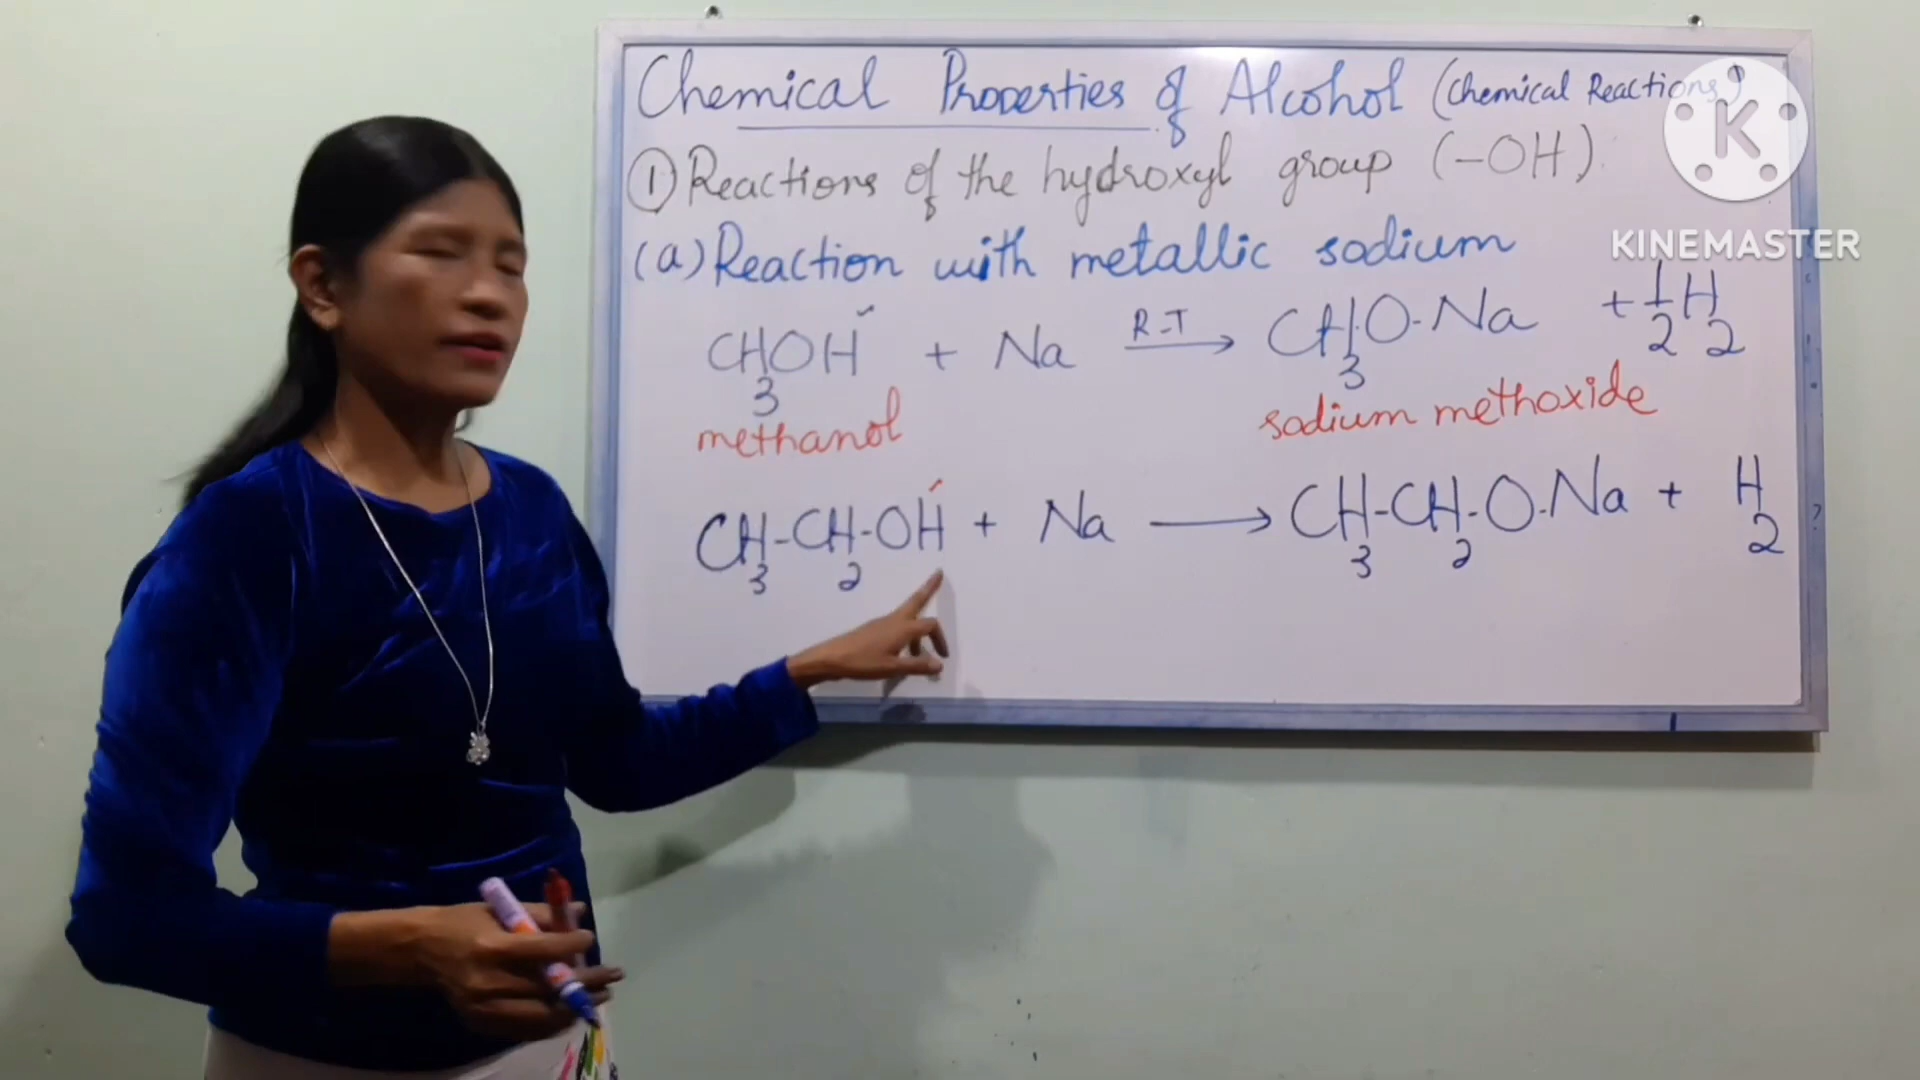 Chemical Properties of Alcohol (Chemical Reactions)
① Reactions of the hydroxyl group (-OH)
(a) Reaction with metallic sodium
CH₃OH + Na R-T → CH₃O-Na + 1/2 H₂
methanol sodium methoxide
CH₃-CH₂-OH + Na → CH₃-CH₂-O-Na + H₂
K
KINEMASTER